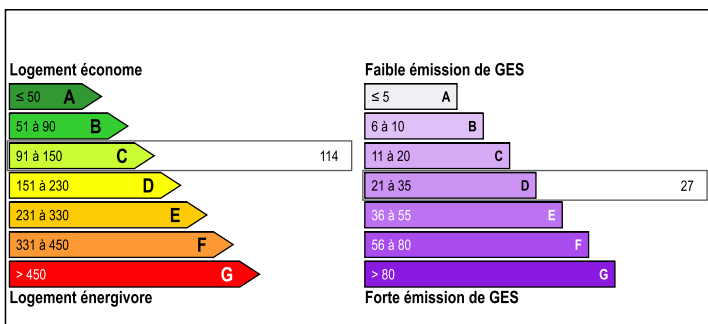 Logement économe
≤ 50 A
51 à 90 B
91 à 150 C 114
151 à 230 D
231 à 330 E
331 à 450 F
> 450 G
Logement énergivore
Faible émission de GES
≤ 5 A
6 à 10 B
11 à 20 C
21 à 35 D 27
36 à 55 E
56 à 80 F
> 80 G
Forte émission de GES